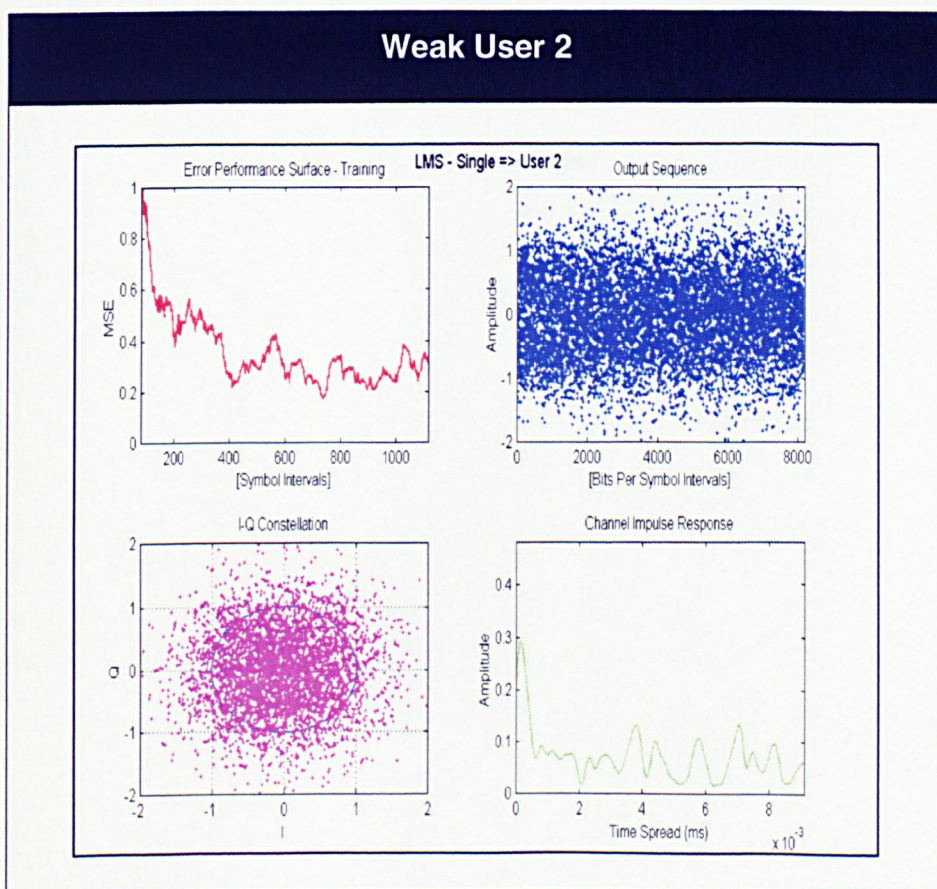 Weak User 2
LMS - Single => User 2
Error Performance Surface - Training
MSE
1
0.8
0.6
0.4
0.2
0
200
400
600
800
1000
[Symbol Intervals]
Output Sequence
Amplitude
2
1
0
-1
-2
0
2000
4000
6000
8000
[Bits Per Symbol Intervals]
I-Q Constellation
Q
2
1
0
-1
-2
-2
-1
0
1
2
I
Channel Impulse Response
Amplitude
0.4
0.3
0.2
0.1
0
0
2
4
6
8
Time Spread (ms)
x 10-3